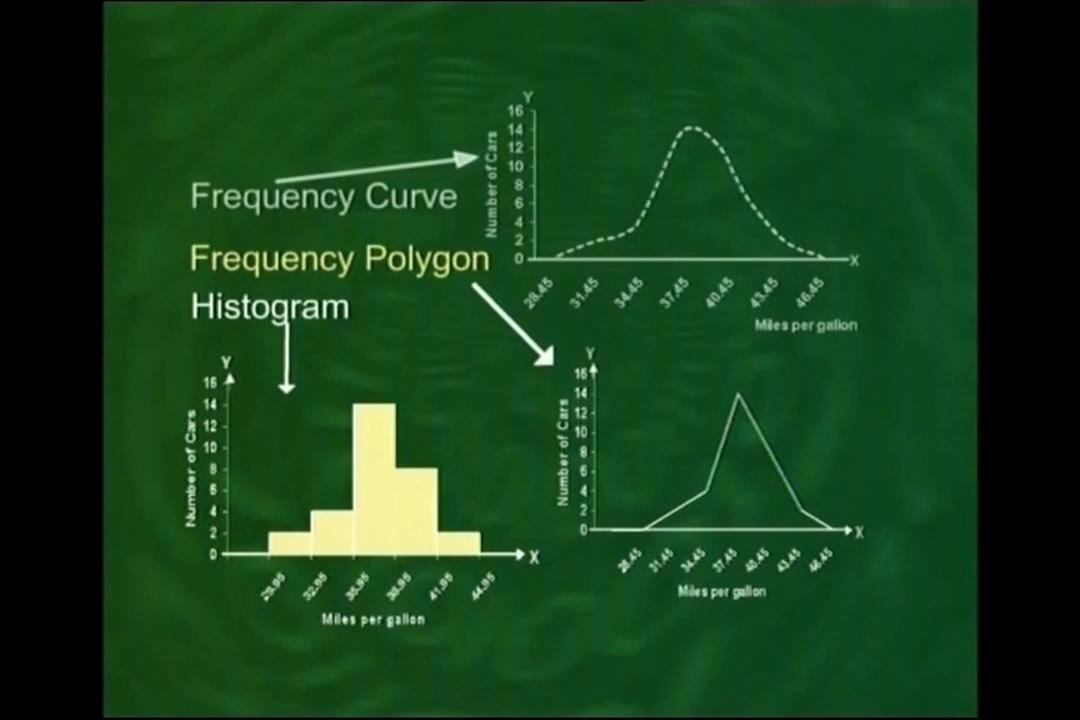 Y
16
14
12
10
8
6
4
2
0
Number of Cars
X
28.45 31.45 34.45 37.45 40.45 43.45 46.45
Miles per gallon
Frequency Curve
Frequency Polygon
Histogram
Y
16
14
12
10
8
6
4
2
0
Number of Cars
X
29.95 32.95 35.95 38.95 41.95 44.95
Miles per gallon
Y
16
14
12
10
8
6
4
2
0
Number of Cars
X
28.45 31.45 34.45 37.45 40.45 43.45 46.45
Miles per gallon